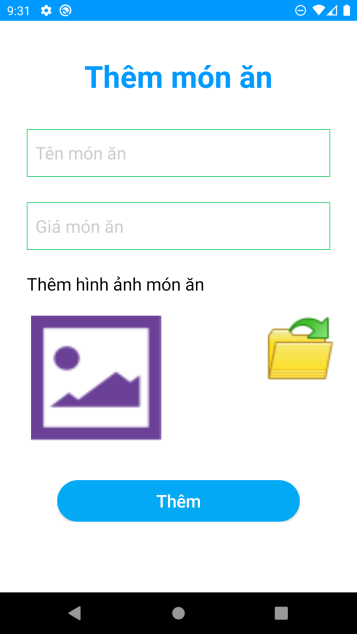 9:31
Thêm món ăn
Tên món ăn
Giá món ăn
Thêm hình ảnh món ăn
Thêm